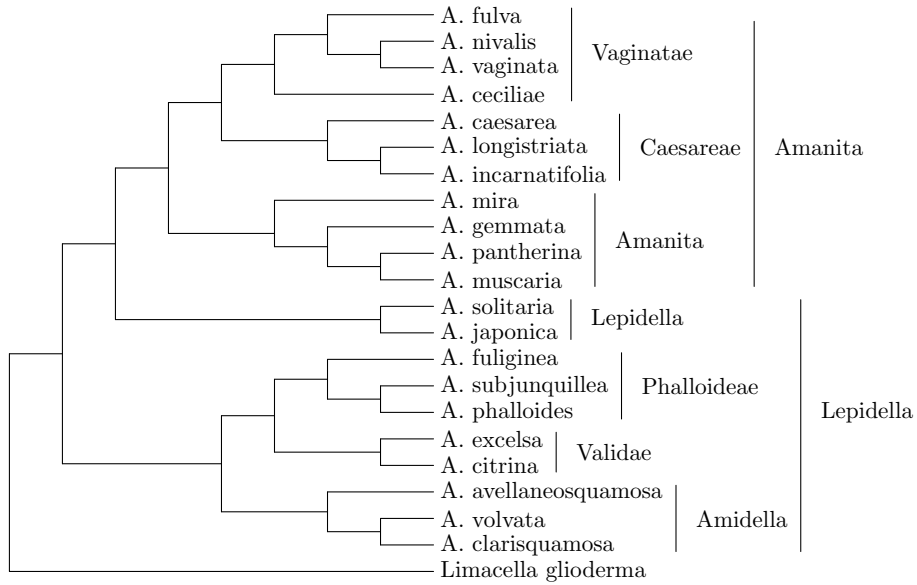 A. fulva
A. nivalis
A. vaginata
Vaginatae
A. ceciliae
A. caesarea
A. longistriata
Caesareae
Amanita
A. incarnatifolia
A. mira
A. gemmata
Amanita
A. pantherina
A. muscaria
A. solitaria
Lepidella
A. japonica
A. fuliginea
A. subjunquillea
Phalloideae
A. phalloides
Lepidella
A. excelsa
Validae
A. citrina
A. avellaneosquamosa
A. volvata
Amidella
A. clarisquamosa
Limacella glioderma